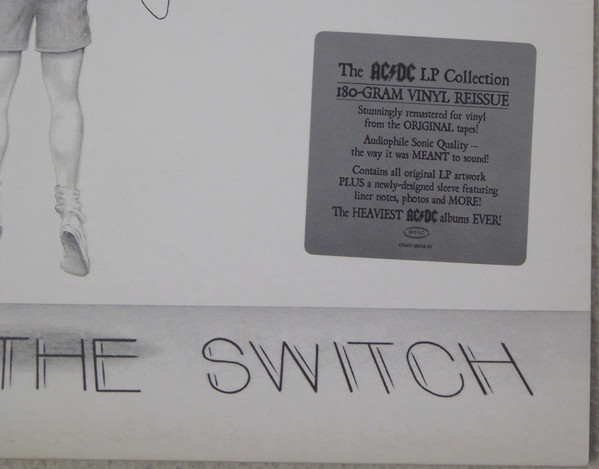 The AC/DC LP Collection
180-GRAM VINYL REISSUE
Stunningly remastered for vinyl
from the ORIGINAL tapes!
Audiophile Sonic Quality –
the way it was MEANT to sound!
Contains all original LP artwork
PLUS a newly-designed sleeve featuring
liner notes, photos and MORE!
The HEAVIEST AC/DC albums EVER!
THE SWITCH